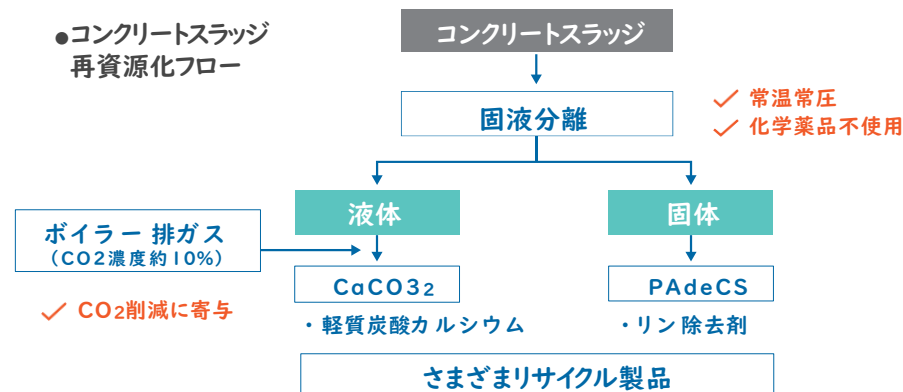 ●コンクリートスラッジ
再資源化フロー
コンクリートスラッジ
固液分離
✓ 常温常圧
✓ 化学薬品不使用
液体
固体
ボイラー 排ガス
(CO2濃度約10%)
CaCO3₂
PAdeCS
✓ CO2削減に寄与
・軽質炭酸カルシウム
・リン除去剤
さまざまリサイクル製品